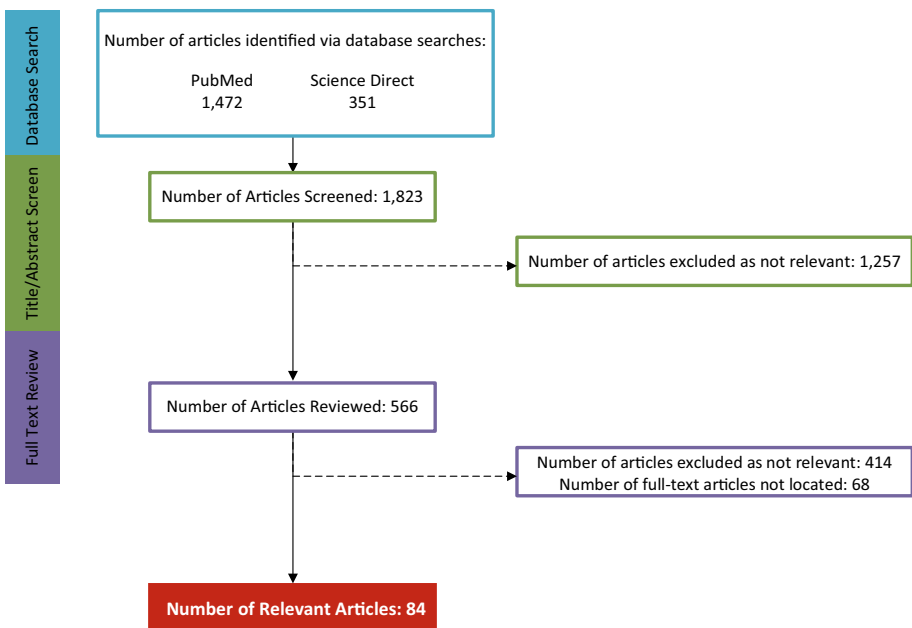 Database Search
Number of articles identified via database searches:
PubMed
Science Direct
1,472
351
Title/Abstract Screen
Number of Articles Screened: 1,823
Number of articles excluded as not relevant: 1,257
Full Text Review
Number of Articles Reviewed: 566
Number of articles excluded as not relevant: 414
Number of full-text articles not located: 68
Number of Relevant Articles: 84